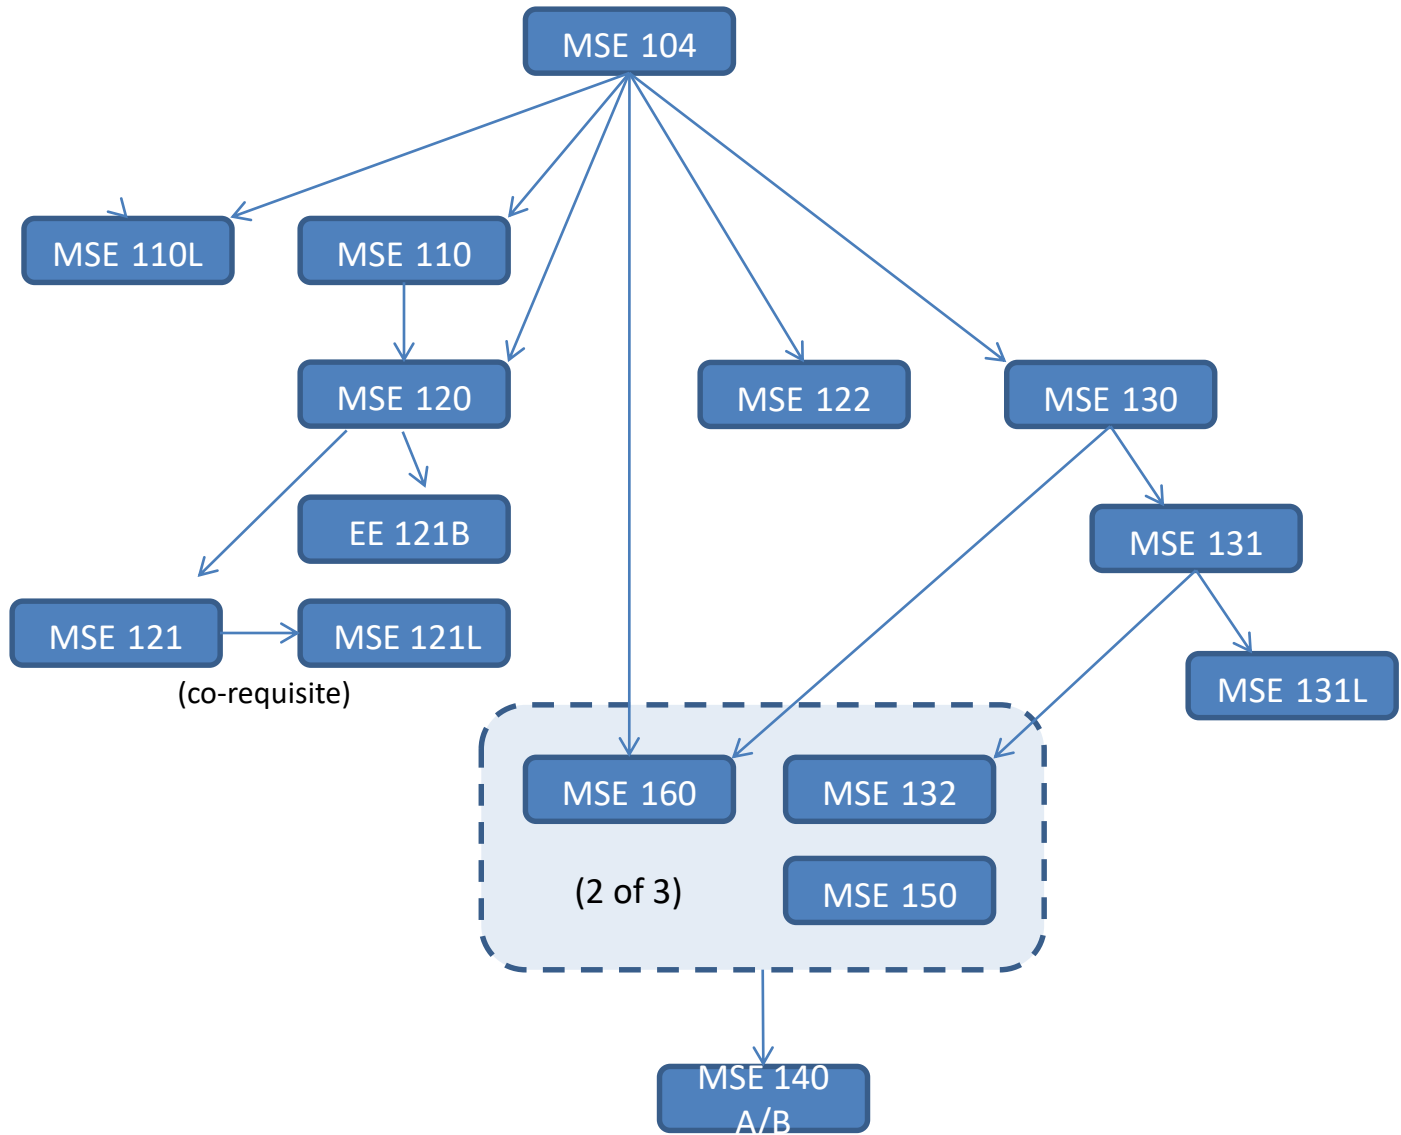 MSE 104
MSE 110L
MSE 110
MSE 120
MSE 122
MSE 130
EE 121B
MSE 131
MSE 121
MSE 121L
(co-requisite)
MSE 131L
MSE 160
MSE 132
(2 of 3)
MSE 150
MSE 140
A/B